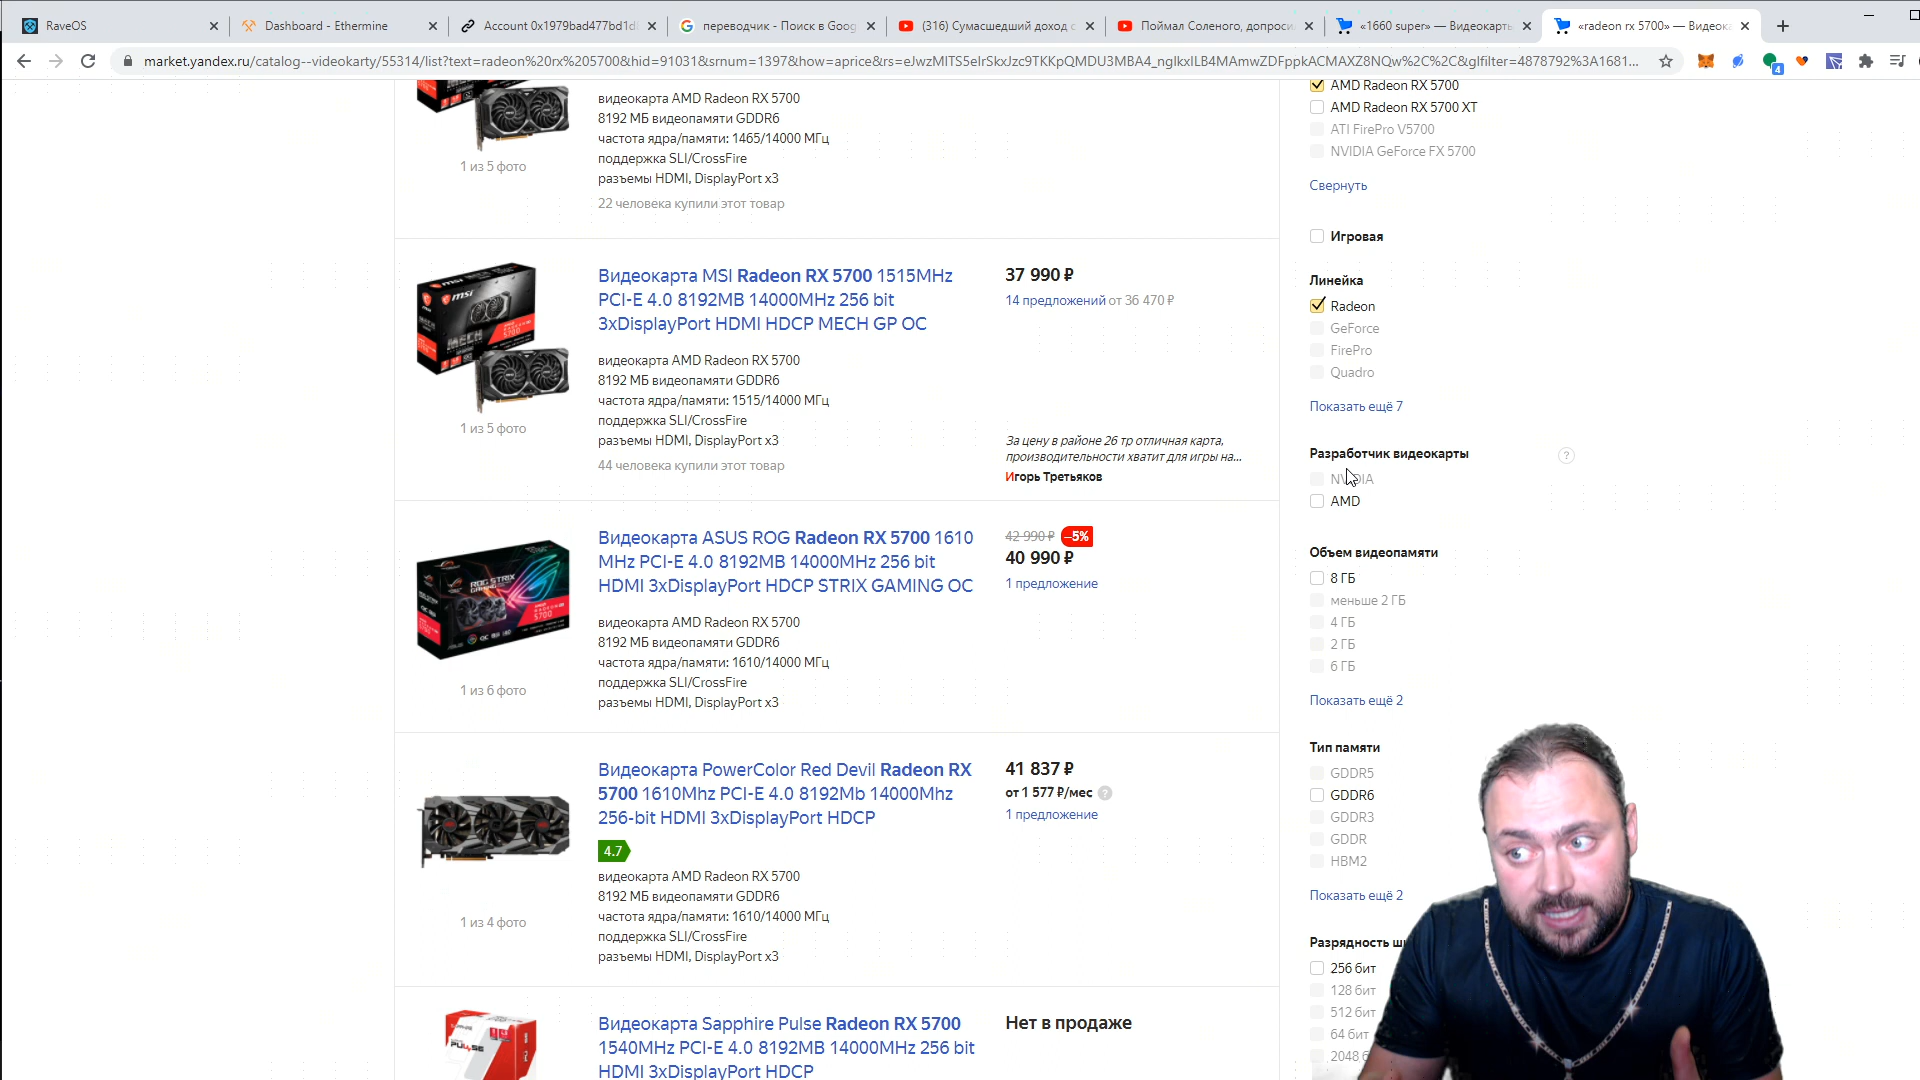 RaveOS
Dashboard - Ethermine
Account 0x1979bad477bd1d
переводчик - Поиск в Goog
(316) Сумасшедший доход с
Поймал Соленого, допроси
«1660 super» — Видеокарть
«radeon rx 5700» — Видеок
market.yandex.ru/catalog--videokarty/55314/list?text=radeon%20rx%205700&hid=91031&srnum=1397&how=aprice&rs=eJwzMITS5eIrSkxJzc9TKKpQMDU3MBA4_ngIkxILB4MAmwZDFppkACMAXZ8NQw%2C%2C&glfilter=4878792%3A1681...
4
видеокарта AMD Radeon RX 5700
8192 МБ видеопамяти GDDR6
частота ядра/памяти: 1465/14000 МГц
поддержка SLI/CrossFire
разъемы HDMI, DisplayPort x3
1 из 5 фото
22 человека купили этот товар
Видеокарта MSI Radeon RX 5700 1515MHz
PCI-E 4.0 8192MB 14000MHz 256 bit
3xDisplayPort HDMI HDCP MECH GP OC
37 990 ₽
14 предложений от 36 470 ₽
видеокарта AMD Radeon RX 5700
8192 МБ видеопамяти GDDR6
частота ядра/памяти: 1515/14000 МГц
поддержка SLI/CrossFire
разъемы HDMI, DisplayPort x3
1 из 5 фото
44 человека купили этот товар
За цену в районе 26 тр отличная карта,
производительности хватит для игры на...
Игорь Третьяков
Видеокарта ASUS ROG Radeon RX 5700 1610
MHz PCI-E 4.0 8192MB 14000MHz 256 bit
HDMI 3xDisplayPort HDCP STRIX GAMING OC
42 990 ₽ –5%
40 990 ₽
1 предложение
видеокарта AMD Radeon RX 5700
8192 МБ видеопамяти GDDR6
частота ядра/памяти: 1610/14000 МГц
поддержка SLI/CrossFire
разъемы HDMI, DisplayPort x3
1 из 6 фото
Видеокарта PowerColor Red Devil Radeon RX
5700 1610Mhz PCI-E 4.0 8192Mb 14000Mhz
256-bit HDMI 3xDisplayPort HDCP
41 837 ₽
от 1 577 ₽/мес ?
1 предложение
4.7
видеокарта AMD Radeon RX 5700
8192 МБ видеопамяти GDDR6
частота ядра/памяти: 1610/14000 МГц
поддержка SLI/CrossFire
разъемы HDMI, DisplayPort x3
1 из 4 фото
Видеокарта Sapphire Pulse Radeon RX 5700
1540MHz PCI-E 4.0 8192MB 14000MHz 256 bit
HDMI 3xDisplayPort HDCP
Нет в продаже
msi
MECH
ROG STRIX
PULSE
AMD Radeon RX 5700
AMD Radeon RX 5700 XT
ATI FirePro V5700
NVIDIA GeForce FX 5700
Свернуть
Игровая
Линейка
Radeon
GeForce
FirePro
Quadro
Показать ещё 7
Разработчик видеокарты ?
NVIDIA
AMD
Объем видеопамяти
8 ГБ
меньше 2 ГБ
4 ГБ
2 ГБ
6 ГБ
Показать ещё 2
Тип памяти
GDDR5
GDDR6
GDDR3
GDDR
HBM2
Показать ещё 2
Разрядность ш
256 бит
128 бит
512 бит
64 бит
2048 б